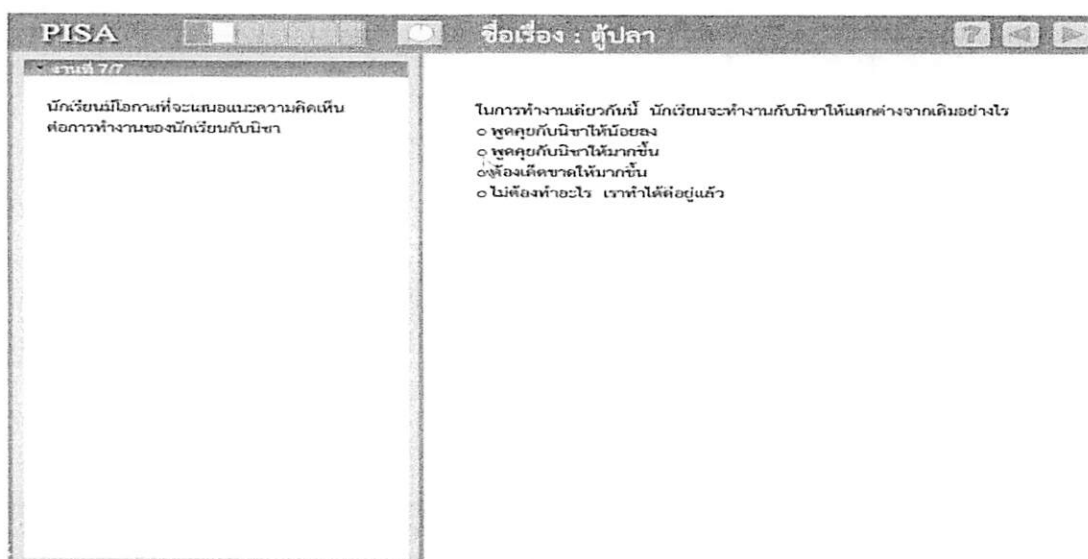 PISA
ชื่อเรื่อง : ตู้ปลา
?
งานที่ 7/7
นักเรียนมีโอกาสที่จะเสนอแนะความคิดเห็น
ต่อการทำงานของนักเรียนกับนิชา
ในการทำงานเดียวกันนี้ นักเรียนจะทำงานกับนิชาให้แตกต่างจากเดิมอย่างไร
o พูดคุยกับนิชาให้น้อยลง
o พูดคุยกับนิชาให้มากขึ้น
o ต้องเด็ดขาดให้มากขึ้น
o ไม่ต้องทำอะไร เราทำได้ดีอยู่แล้ว